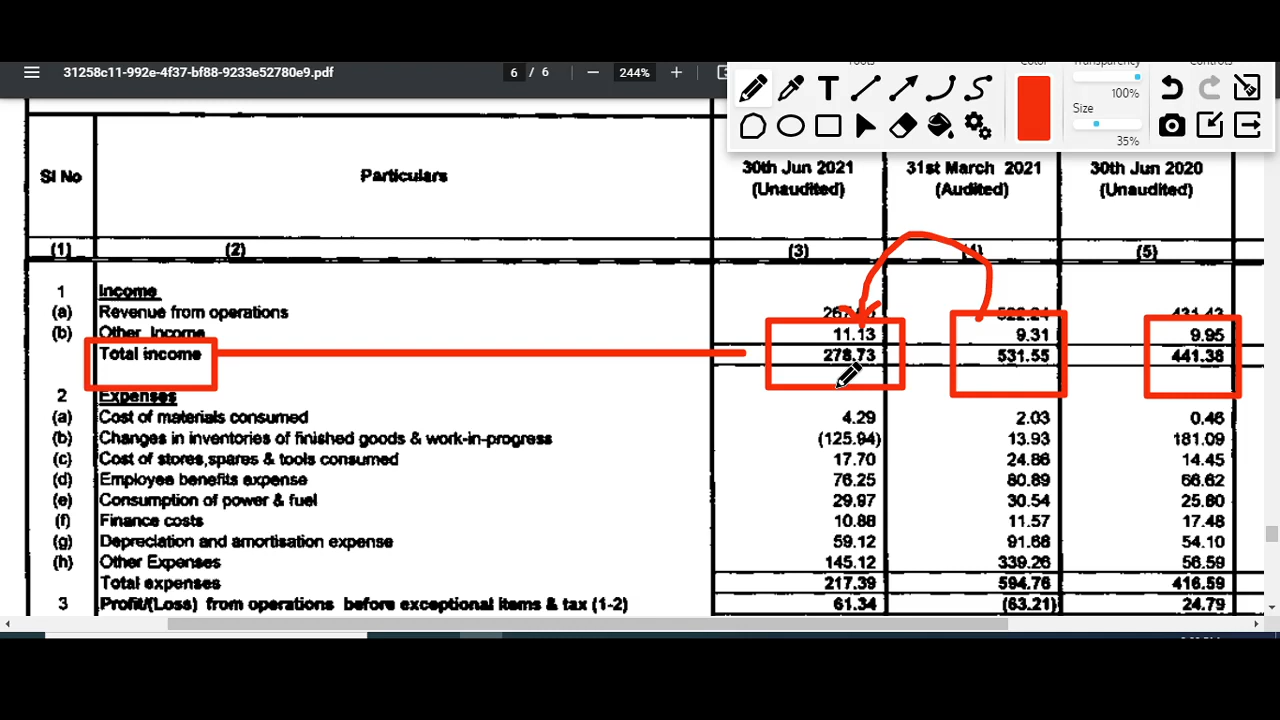 31258c11-992e-4f37-bf88-9233e52780e9.pdf 6 / 6 244%
Transparency
100%
Size
35%
Sl No Particulars 30th Jun 2021 31st March 2021 30th Jun 2020
(Unaudited) (Audited) (Unaudited)
(1) (2) (3) (4) (5)
1 Income
(a) Revenue from operations
(b) Other Income 11.13 9.31 9.95
Total income 278.73 531.55 441.38
2 Expenses
(a) Cost of materials consumed 4.29 2.03 0.46
(b) Changes in inventories of finished goods & work-in-progress (125.94) 13.93 181.09
(c) Cost of stores,spares & tools consumed 17.70 24.86 14.45
(d) Employee benefits expense 76.25 80.89 66.62
(e) Consumption of power & fuel 29.97 30.54 25.80
(f) Finance costs 10.88 11.57 17.48
(g) Depreciation and amortisation expense 59.12 91.68 54.10
(h) Other Expenses 145.12 339.26 56.59
Total expenses 217.39 594.76 416.59
3 Profit/(Loss) from operations before exceptional items & tax (1-2) 61.34 (63.21) 24.79